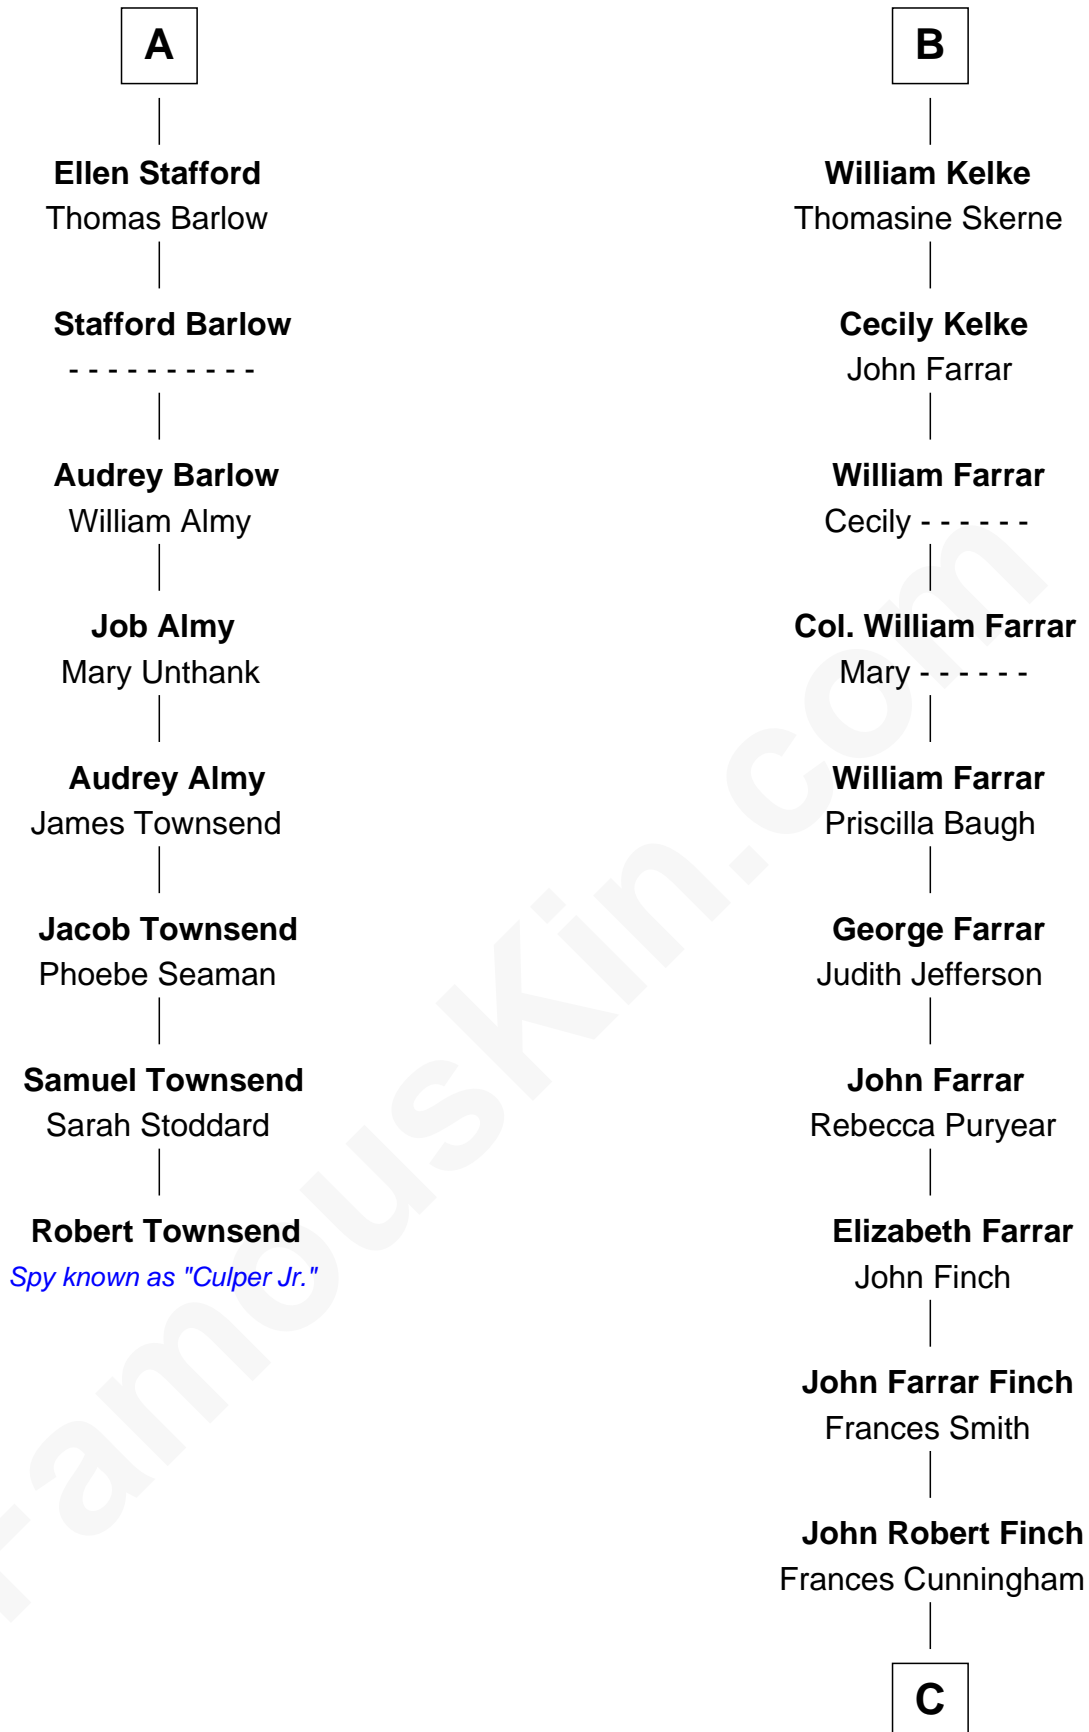 A
Ellen Stafford
Thomas Barlow
Stafford Barlow
- - - - - - - - - -
Audrey Barlow
William Almy
Job Almy
Mary Unthank
Audrey Almy
James Townsend
Jacob Townsend
Phoebe Seaman
Samuel Townsend
Sarah Stoddard
Robert Townsend
Spy known as "Culper Jr."
B
William Kelke
Thomasine Skerne
Cecily Kelke
John Farrar
William Farrar
Cecily - - - - - -
Col. William Farrar
Mary - - - - - -
William Farrar
Priscilla Baugh
George Farrar
Judith Jefferson
John Farrar
Rebecca Puryear
Elizabeth Farrar
John Finch
John Farrar Finch
Frances Smith
John Robert Finch
Frances Cunningham
C
FamousKin.com